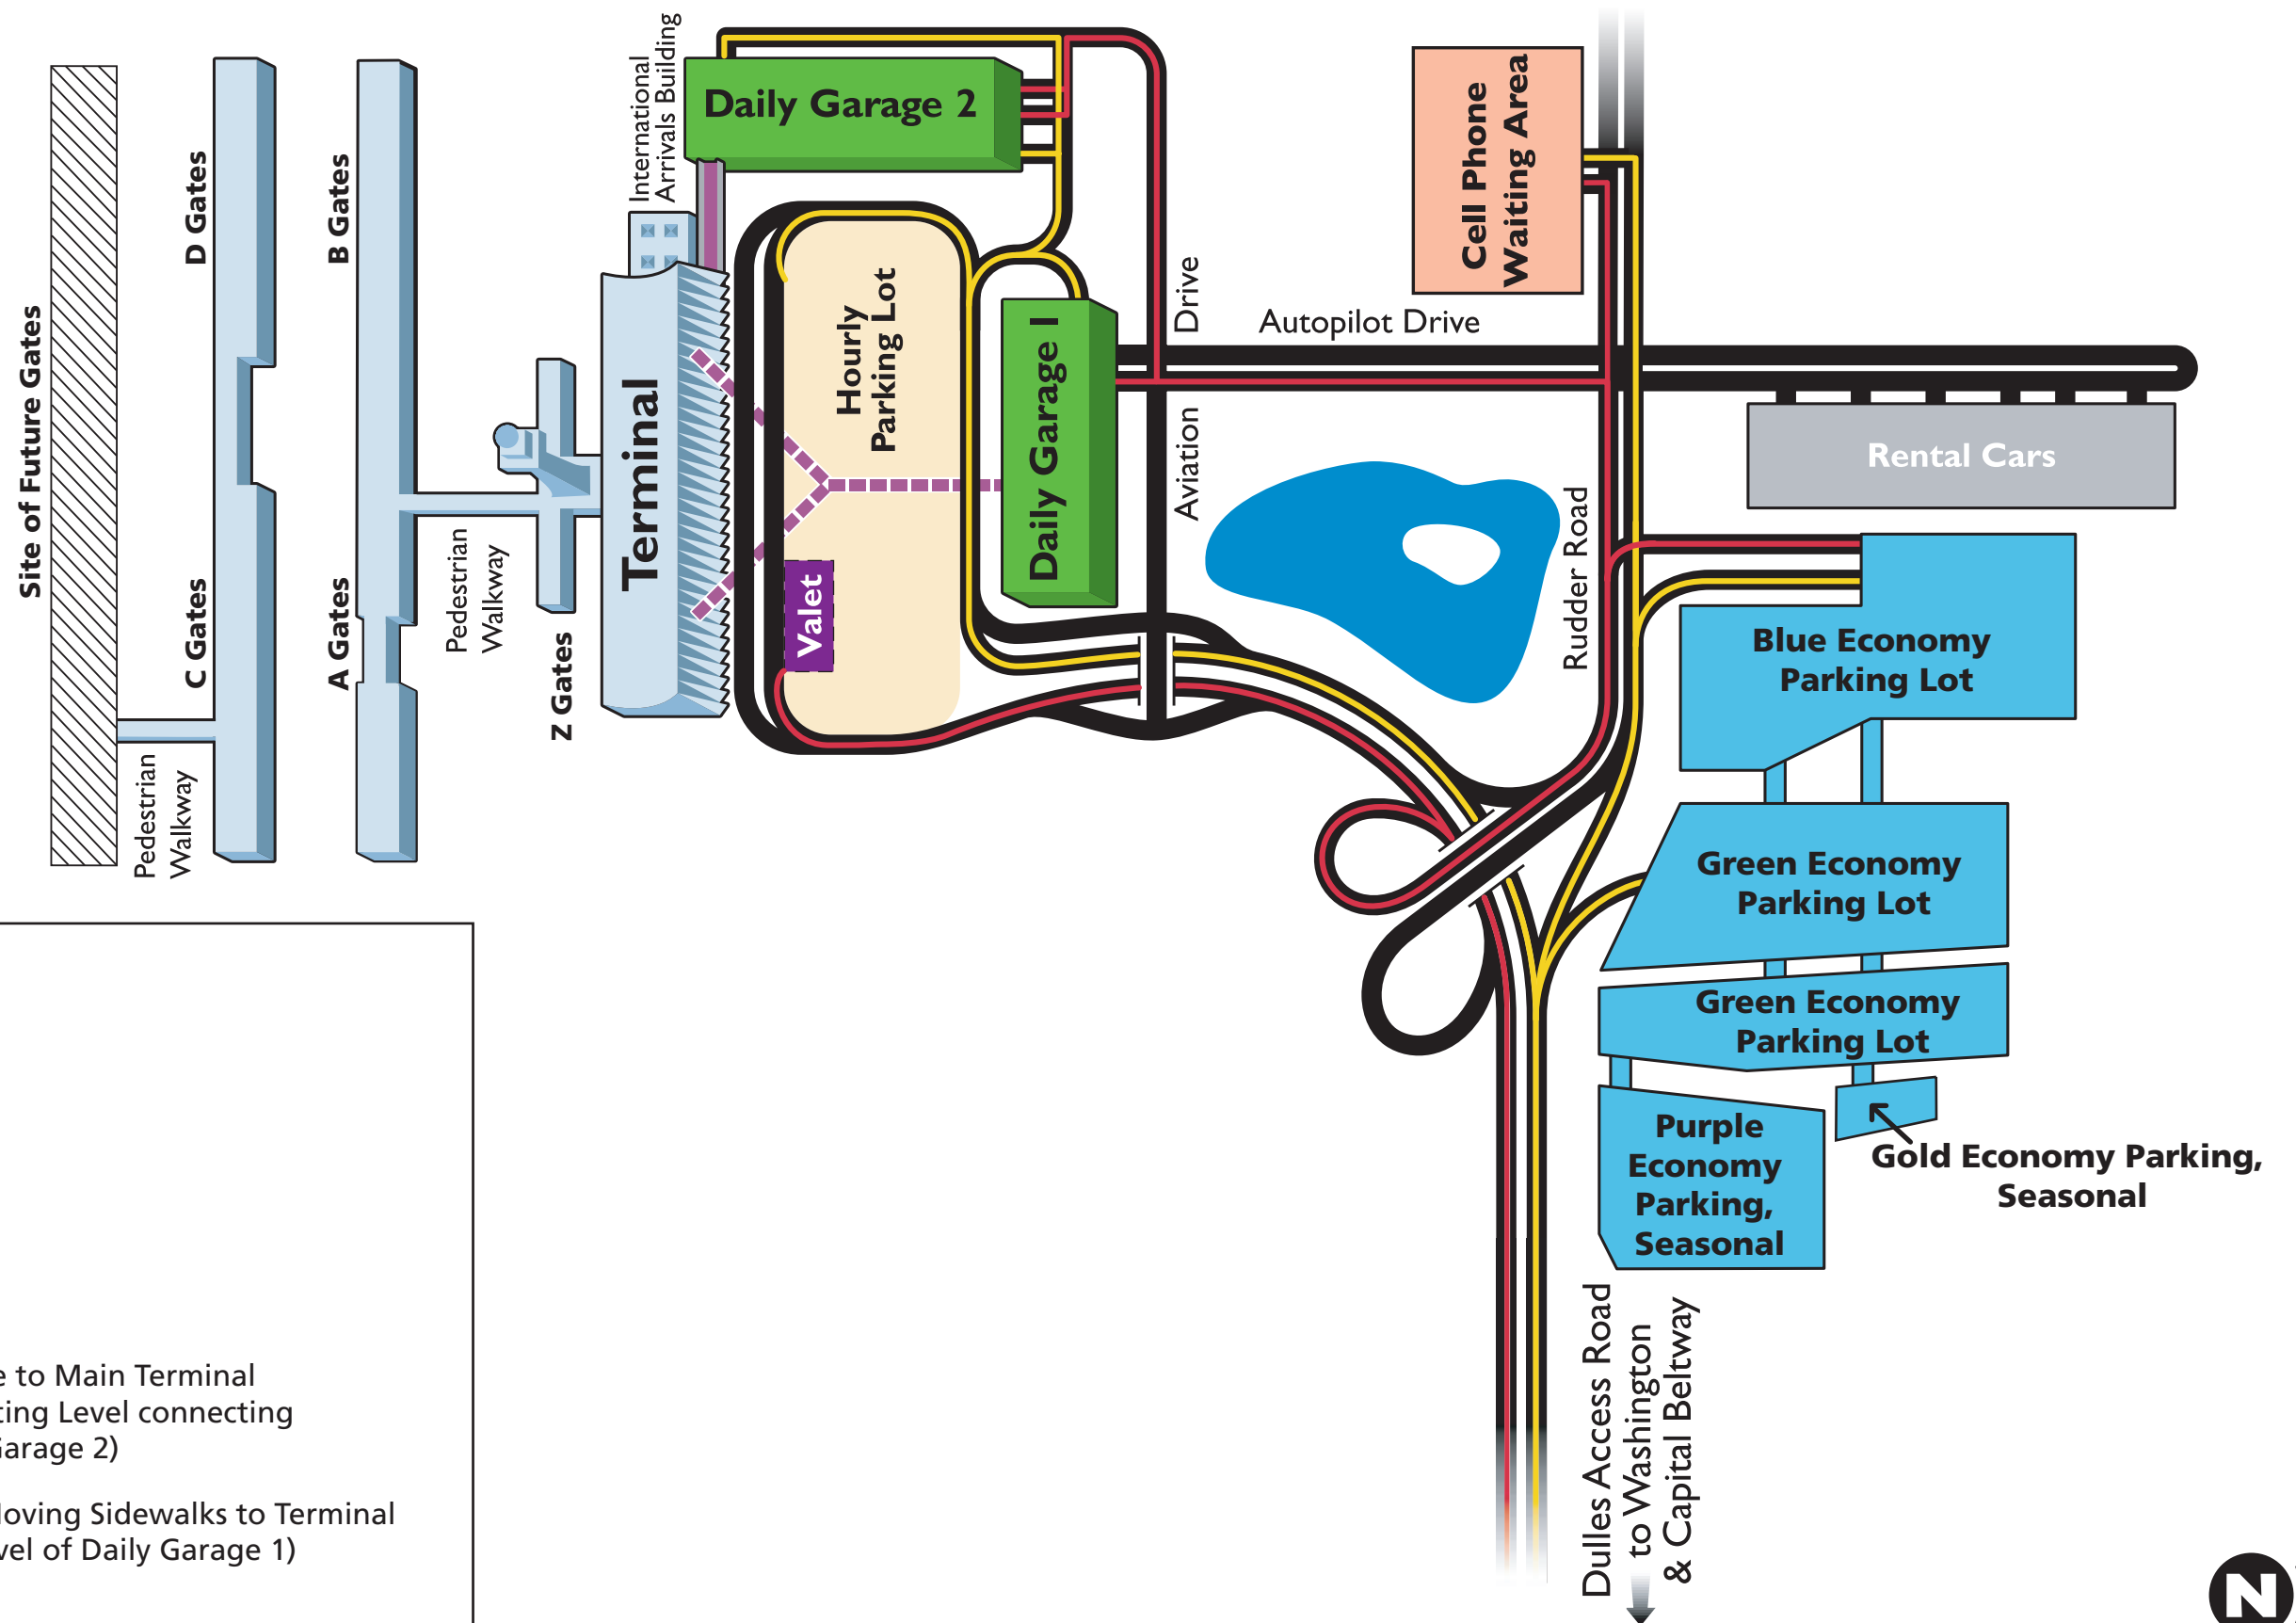 Site of Future Gates
D Gates
C Gates
B Gates
A Gates
Pedestrian
Walkway
Pedestrian
Walkway
Z Gates
International
Arrivals Building
Terminal
Daily Garage 2
Hourly
Parking Lot
Valet
Daily Garage 1
Drive
Aviation
Autopilot Drive
Cell Phone
Waiting Area
Rental Cars
Rudder Road
Blue Economy
Parking Lot
Green Economy
Parking Lot
Green Economy
Parking Lot
Purple
Economy
Parking,
Seasonal
Gold Economy Parking,
Seasonal
Dulles Access Road
to Washington
& Capital Beltway
to Main Terminal
Level connecting
Garage 2)
Moving Sidewalks to Terminal
of Daily Garage 1)
N